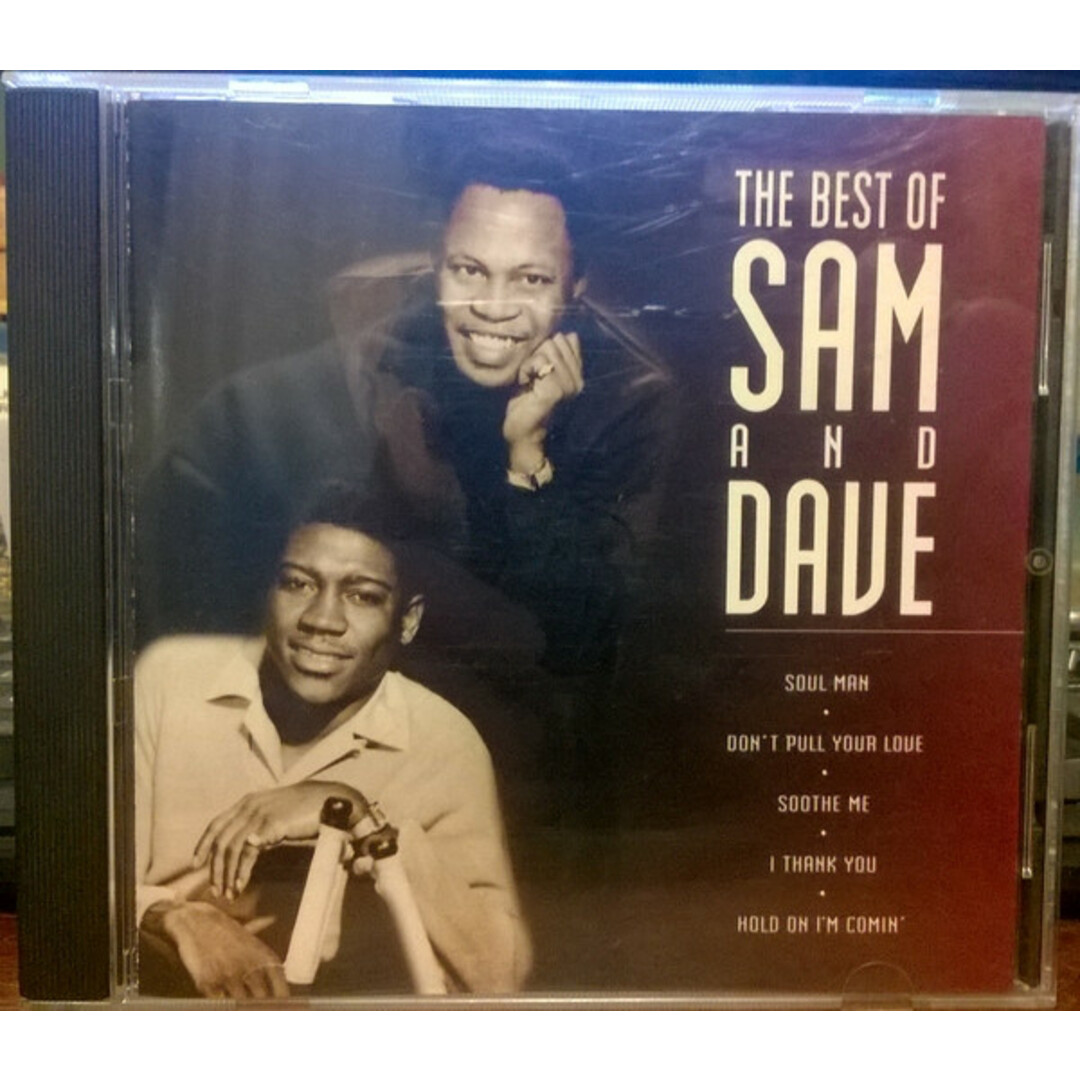 THE BEST OF
SAM
AND
DAVE
SOUL MAN
•
DON'T PULL YOUR LOVE
•
SOOTHE ME
•
I THANK YOU
•
HOLD ON I'M COMIN'